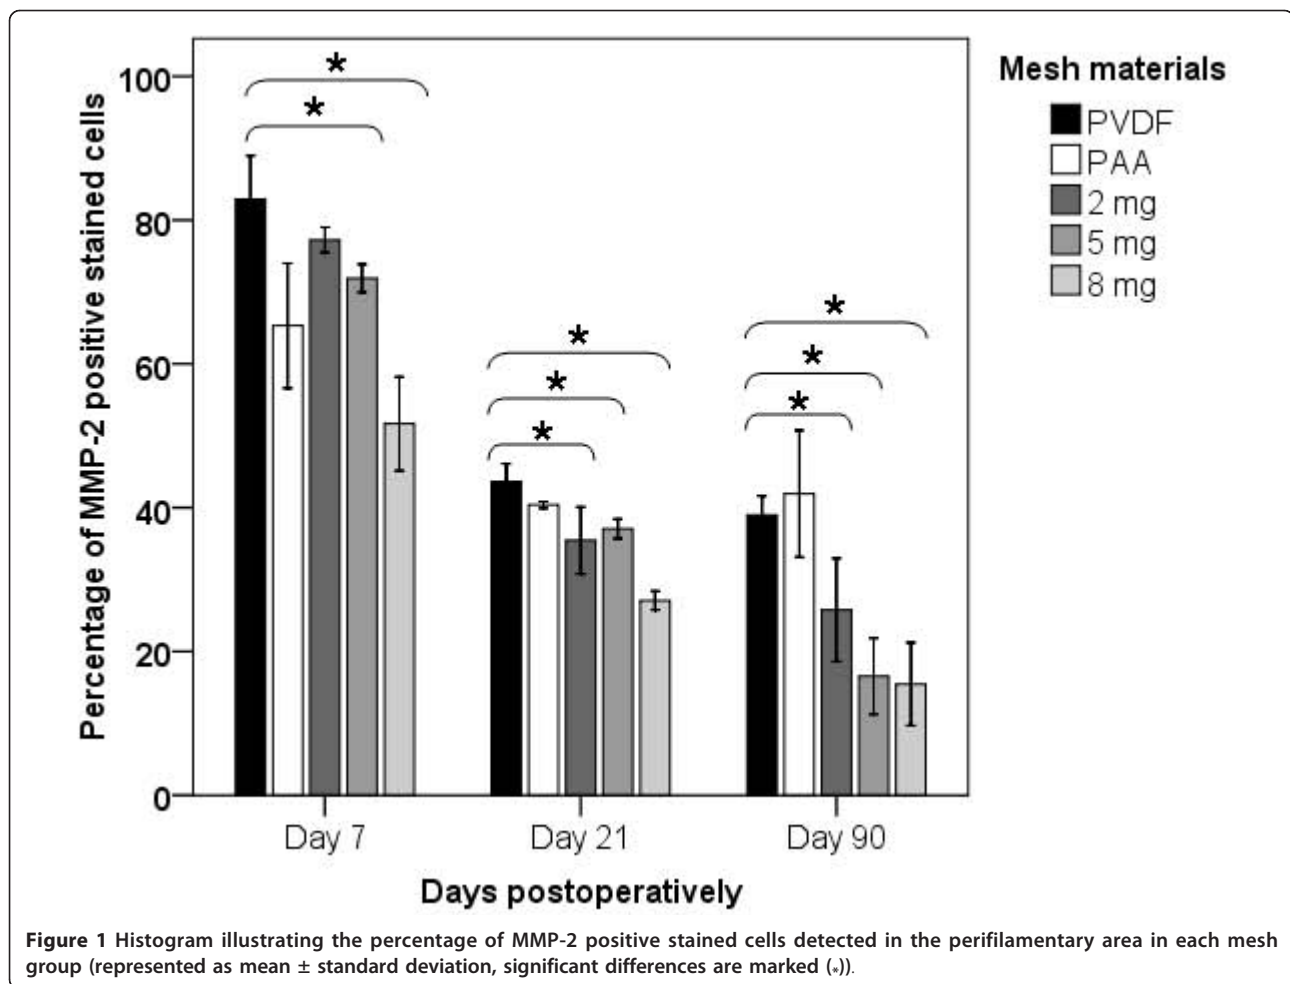 Percentage of MMP-2 positive stained cells
100
80
60
40
20
0
* 
*
*
*
*
*
*
*
Day 7
Day 21
Day 90
Days postoperatively
Mesh materials
PVDF
PAA
2 mg
5 mg
8 mg
Figure 1 Histogram illustrating the percentage of MMP-2 positive stained cells detected in the perifilamentary area in each mesh
group (represented as mean ± standard deviation, significant differences are marked (*)).